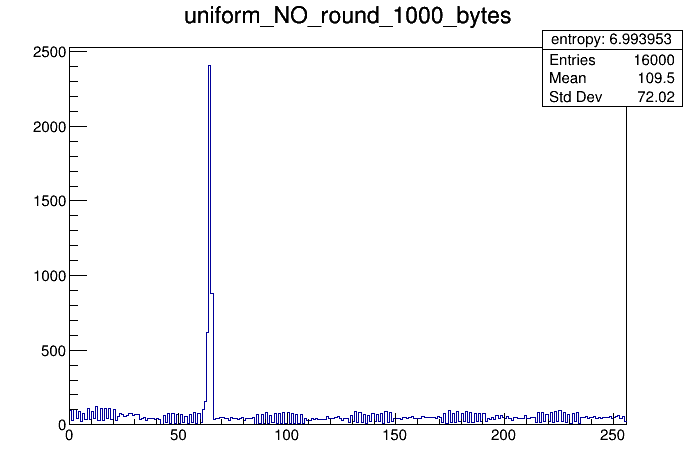 uniform_NO_round_1000_bytes
entropy: 6.993953
Entries 16000
Mean 109.5
Std Dev 72.02
2500
2000
1500
1000
500
0
0 50 100 150 200 250